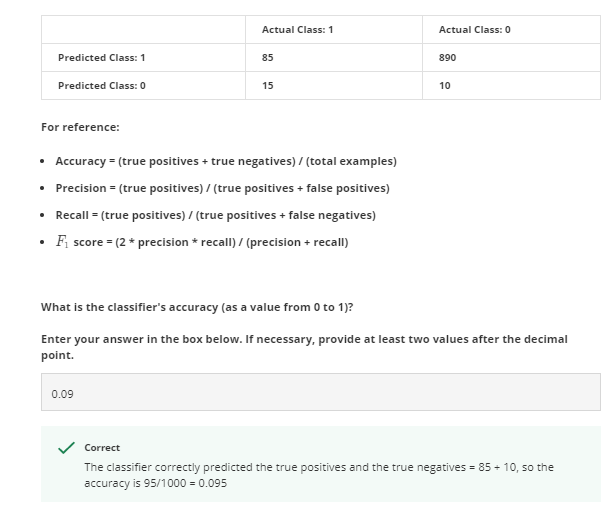 Actual Class: 1 Actual Class: 0
Predicted Class: 1 85 890
Predicted Class: 0 15 10
For reference:
• Accuracy = (true positives + true negatives) / (total examples)
• Precision = (true positives) / (true positives + false positives)
• Recall = (true positives) / (true positives + false negatives)
• F₁ score = (2 * precision * recall) / (precision + recall)
What is the classifier's accuracy (as a value from 0 to 1)?
Enter your answer in the box below. If necessary, provide at least two values after the decimal
point.
0.09
Correct
The classifier correctly predicted the true positives and the true negatives = 85 + 10, so the
accuracy is 95/1000 = 0.095